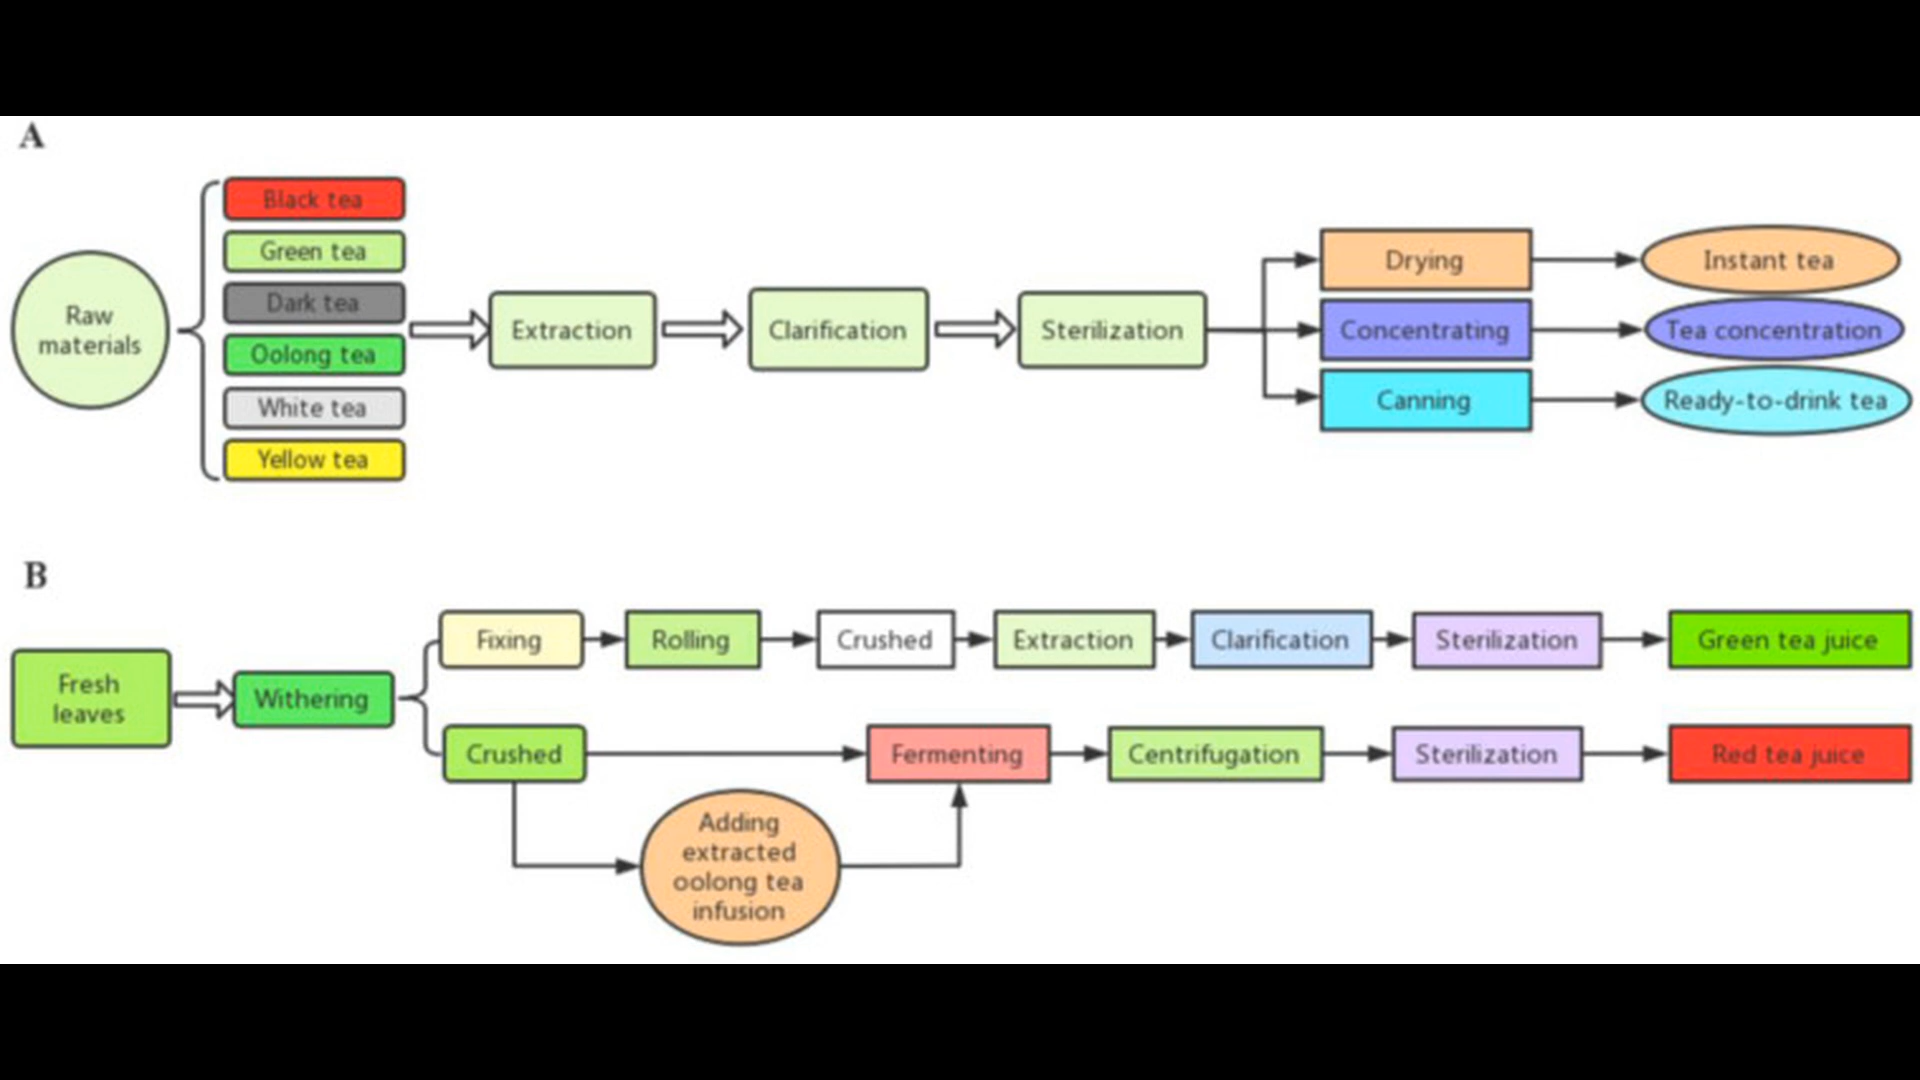 A
Raw
materials
Black tea
Green tea
Dark tea
Oolong tea
White tea
Yellow tea
Extraction
Clarification
Sterilization
Drying
Instant tea
Concentrating
Tea concentration
Canning
Ready-to-drink tea
B
Fresh
leaves
Withering
Fixing
Rolling
Crushed
Extraction
Clarification
Sterilization
Green tea juice
Crushed
Fermenting
Centrifugation
Sterilization
Red tea juice
Adding
extracted
oolong tea
infusion